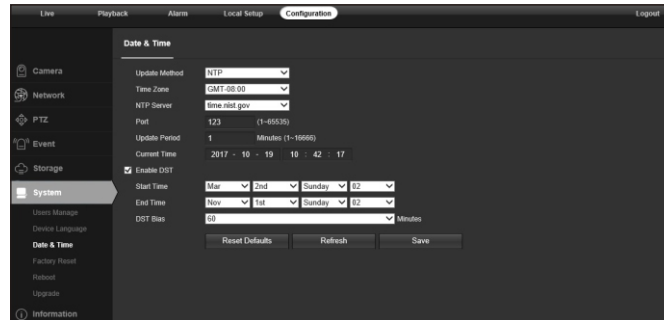 Live Playback Alarm Local Setup Configuration Logout
Date & Time
Camera
Network
PTZ
Event
Storage
System
Users Manage
Device Language
Date & Time
Factory Reset
Reboot
Upgrade
Information
Update Method NTP
Time Zone GMT-08:00
NTP Server time.nist.gov
Port 123 (1~65535)
Update Period 1 Minutes (1~16666)
Current Time 2017 - 10 - 19 10 : 42 : 17
Enable DST
Start Time Mar 2nd Sunday 02
End Time Nov 1st Sunday 02
DST Bias 60 Minutes
Reset Defaults Refresh Save